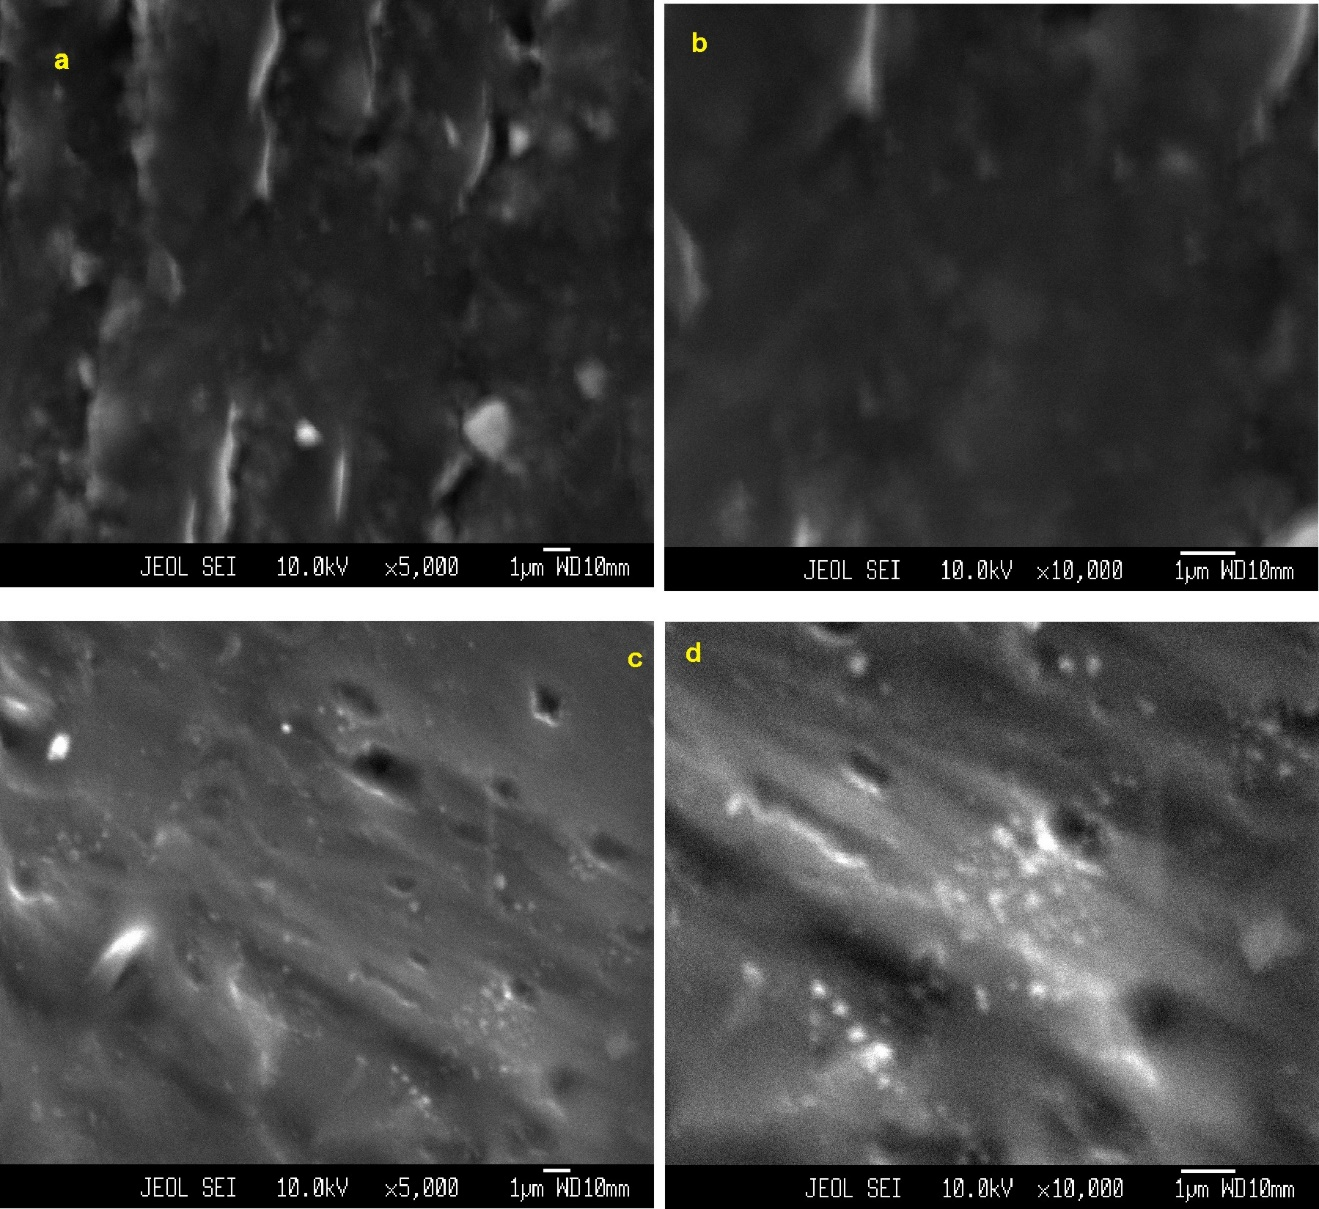 a
b
JEOL SEI 10.0kV ×5,000 1μm WD10mm
JEOL SEI 10.0kV ×10,000 1μm WD10mm
c
d
JEOL SEI 10.0kV ×5,000 1μm WD10mm
JEOL SEI 10.0kV ×10,000 1μm WD10mm